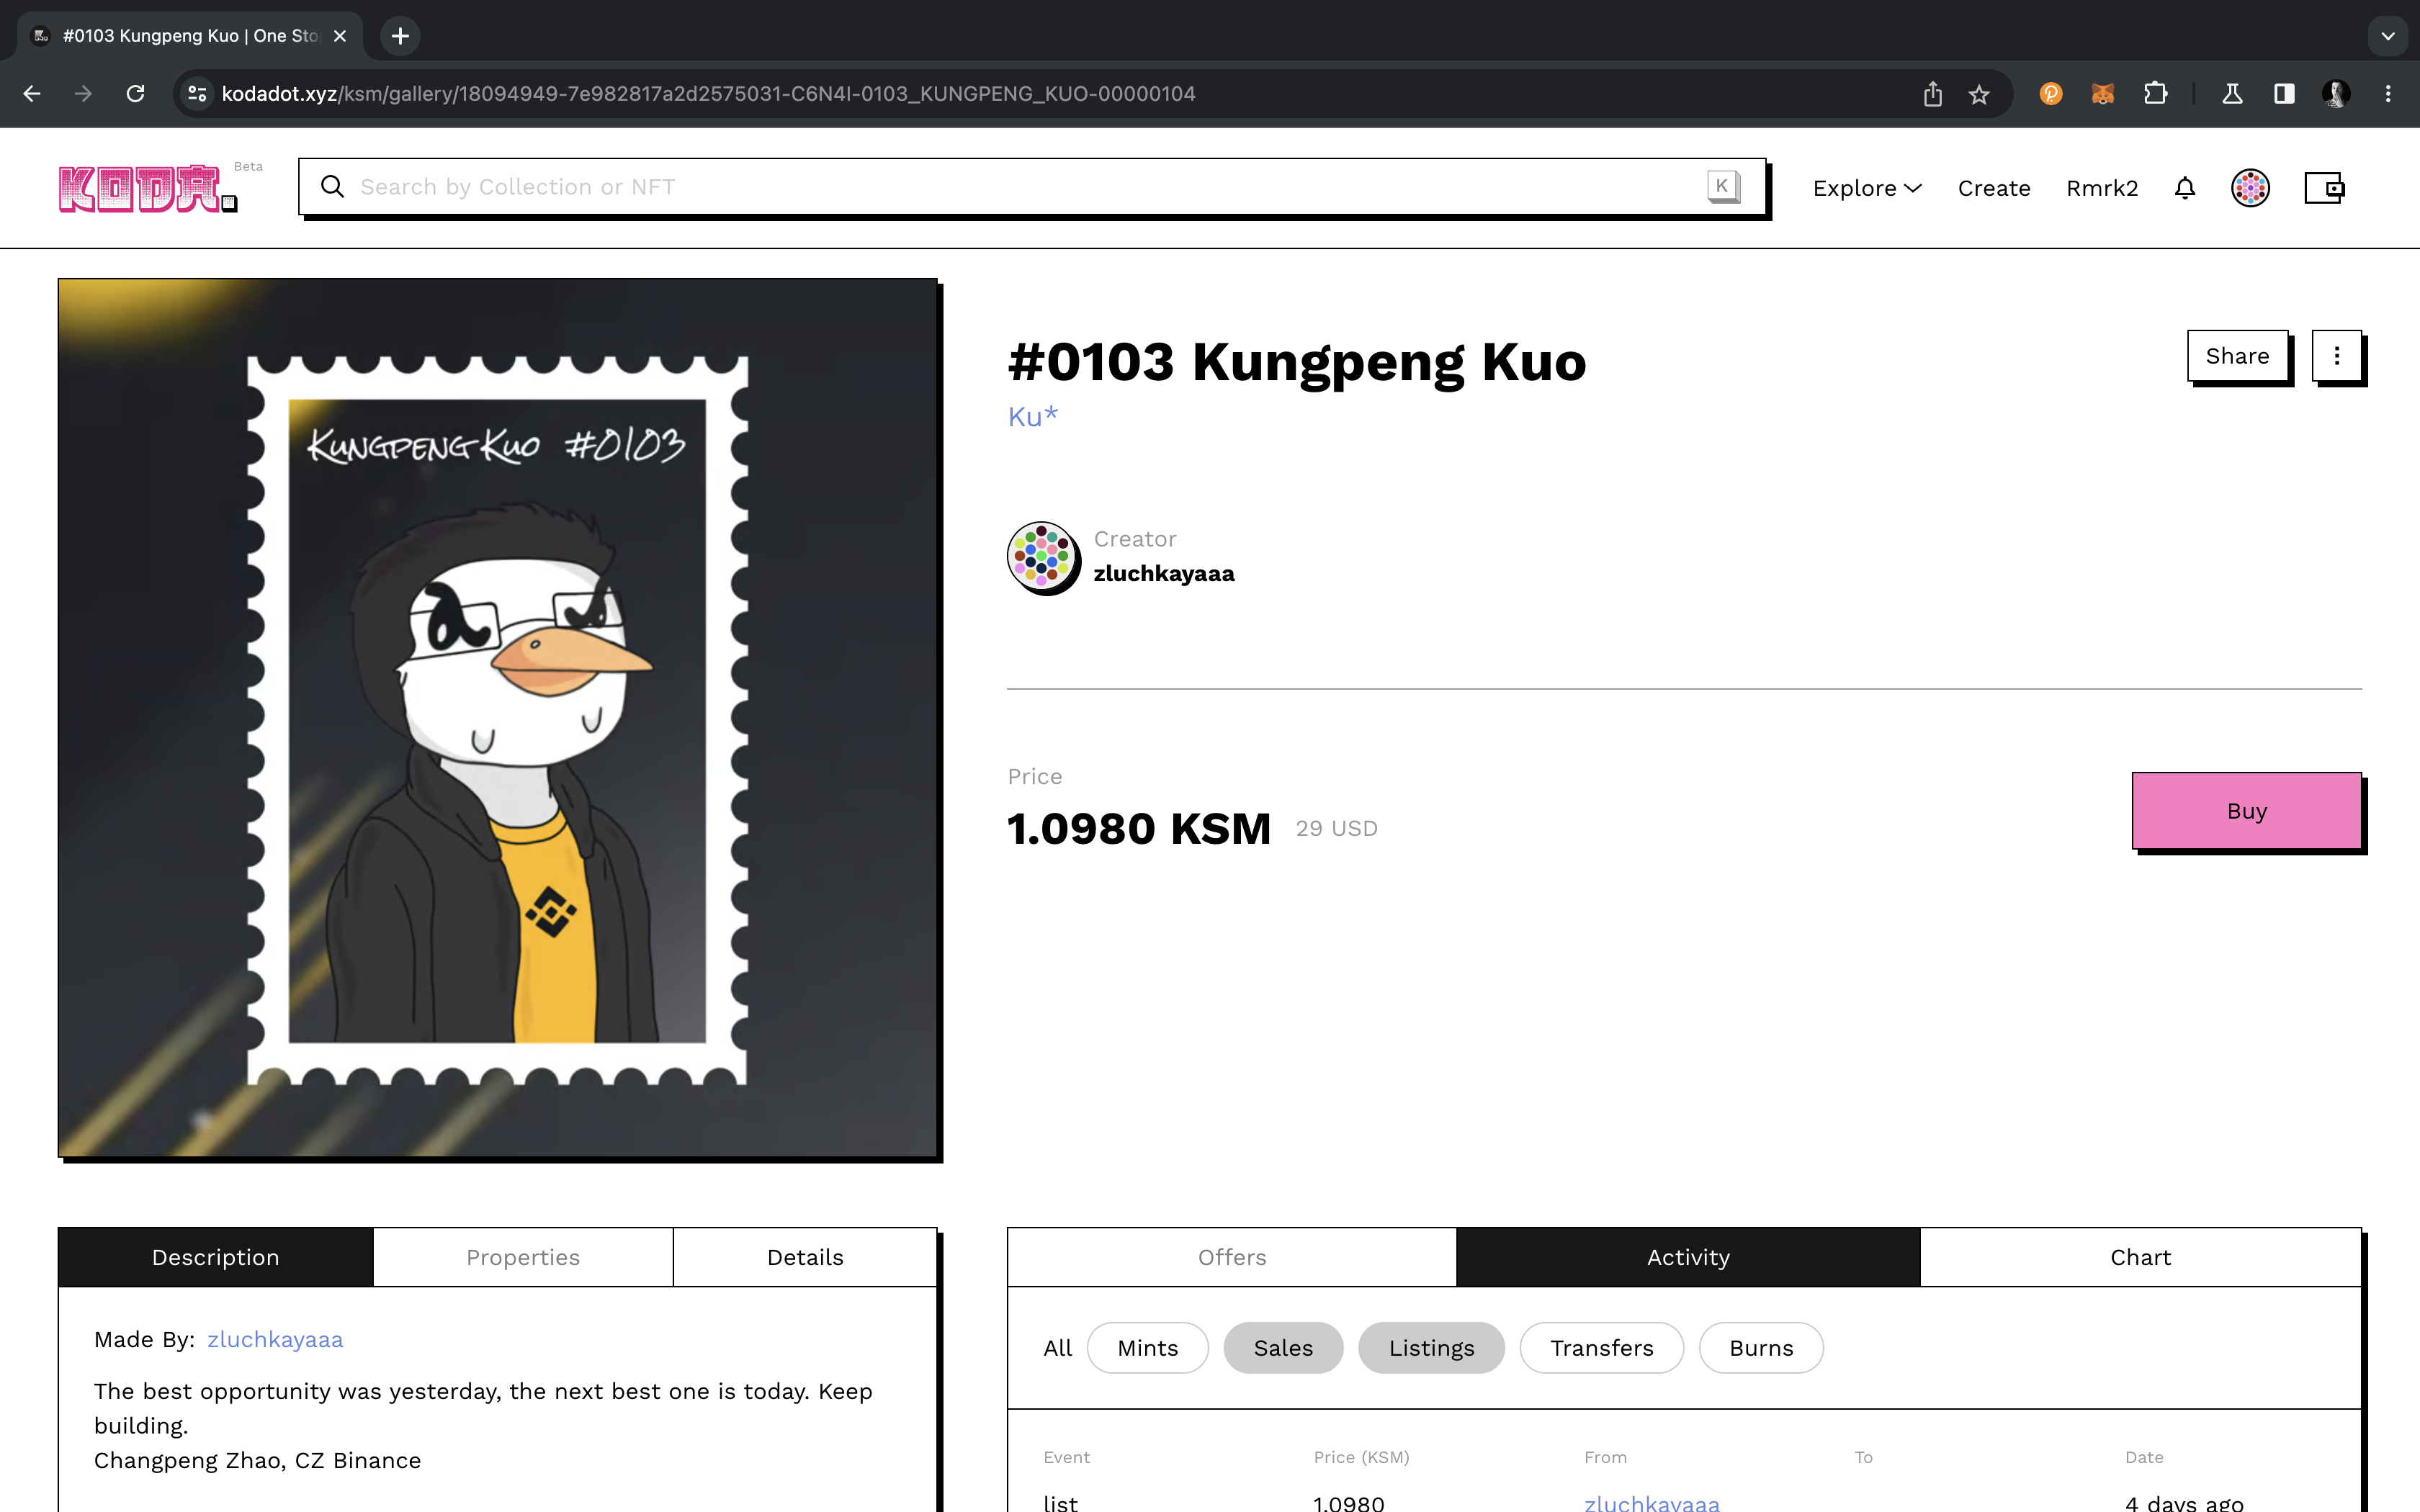 #0103 Kungpeng Kuo | One Sto
kodadot.xyz/ksm/gallery/18094949-7e982817a2d2575031-C6N4I-0103_KUNGPENG_KUO-00000104
KODA. Beta
Search by Collection or NFT
K
Explore
Create
Rmrk2
KUNGPENG KUO #0103
#0103 Kungpeng Kuo
Share
Ku*
Creator
zluchkayaaa
Price
1.0980 KSM 29 USD
Buy
Description
Properties
Details
Made By: zluchkayaaa
The best opportunity was yesterday, the next best one is today. Keep
building.
Changpeng Zhao, CZ Binance
Offers
Activity
Chart
All
Mints
Sales
Listings
Transfers
Burns
Event
Price (KSM)
From
To
Date
list
1.0980
zluchkayaaa
4 days ago